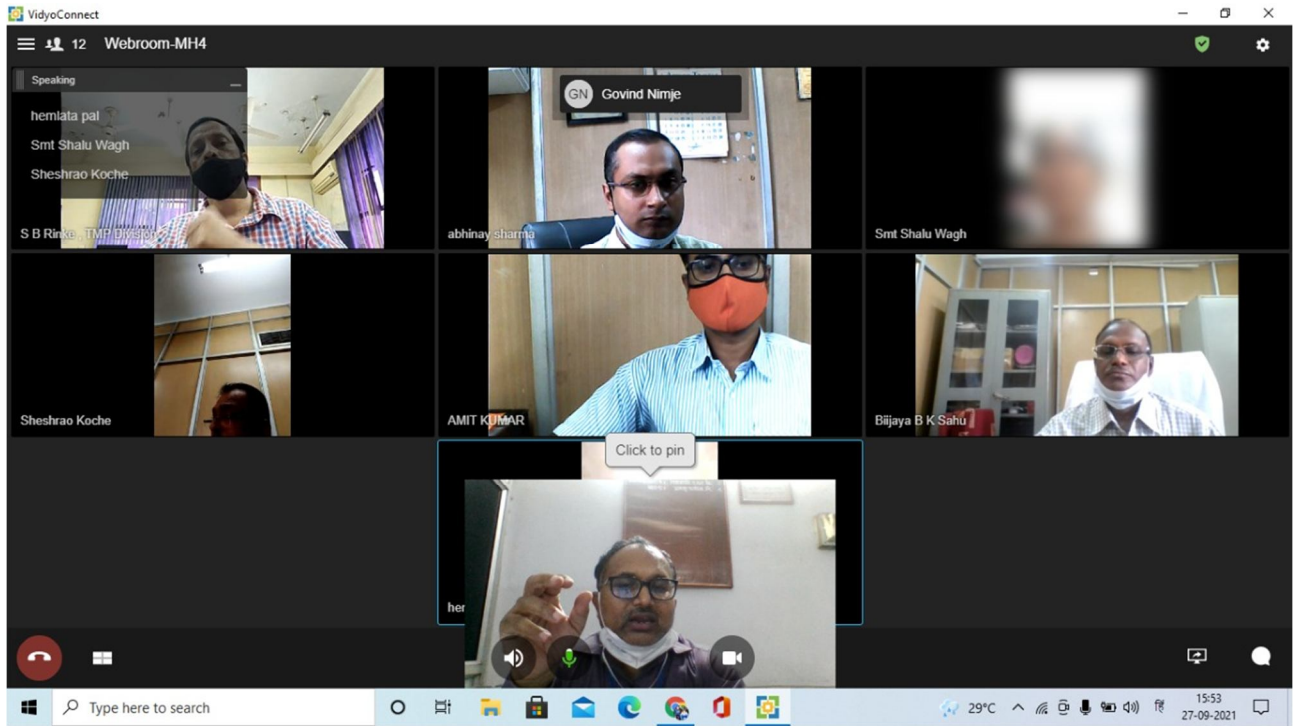 VidyoConnect
12 Webroom-MH4
Speaking
hemlata pal
Smt Shalu Wagh
Sheshrao Koche
S B Rinke , TMP Division
GN Govind Nimje
abhinay sharma
Smt Shalu Wagh
Sheshrao Koche
AMIT KUMAR
Biijaya B K Sahu
Click to pin
her
Type here to search
29°C
15:53
27-09-2021